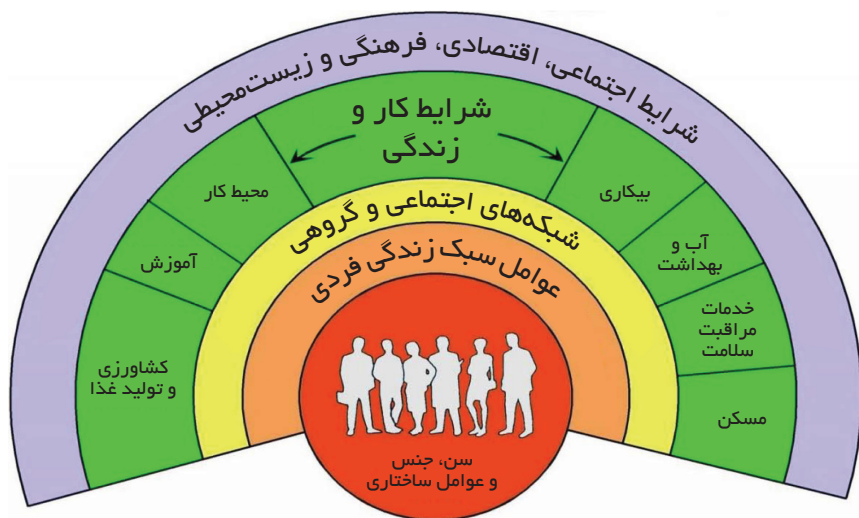 شرایط اجتماعی، اقتصادی، فرهنگی و زیست‌محیطی
شرایط کار و
زندگی
محیط کار
بیکاری
آموزش
آب و
بهداشت
کشاورزی
و تولید غذا
خدمات
مراقبت
سلامت
مسکن
شبکه‌های اجتماعی و گروهی
عوامل سبک زندگی فردی
سن، جنس
و عوامل ساختاری